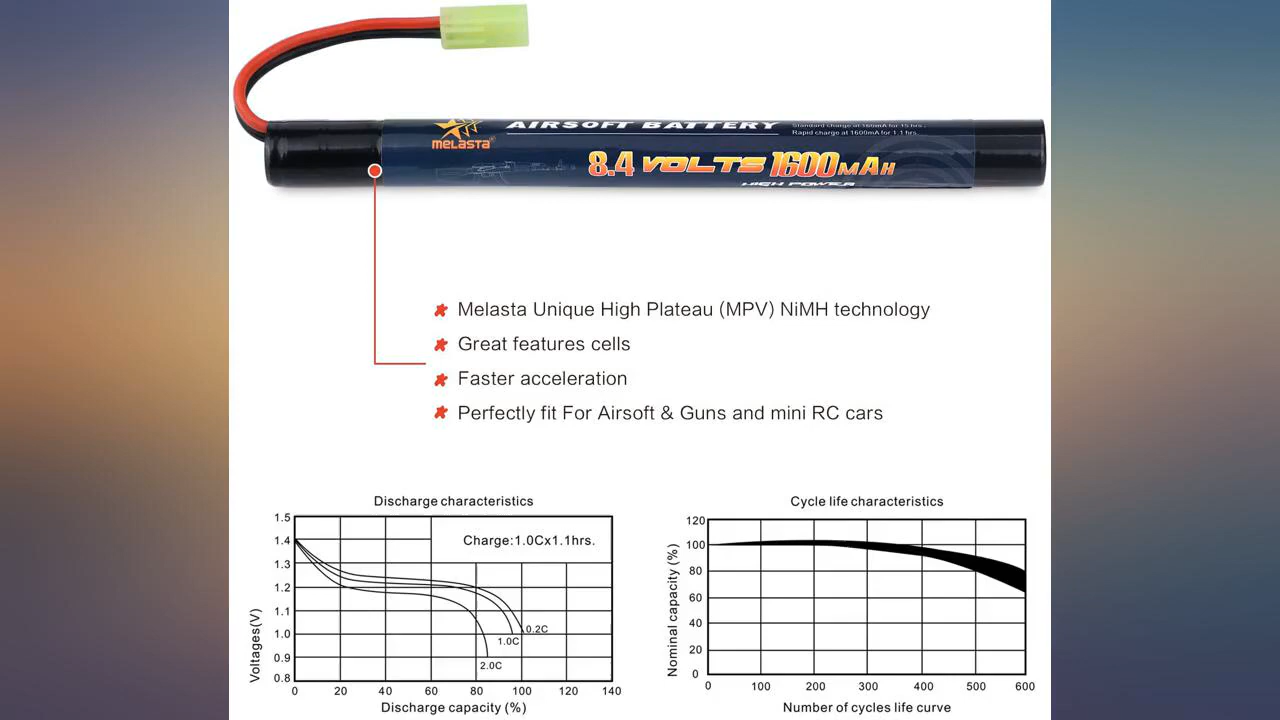 MELASTA
AIRSOFT BATTERY
Standard charge at 160mA for 15 hrs.
Rapid charge at 1600mA for 1.1 hrs.
8.4 VOLTS 1600MAH
HIGH POWER
Melasta Unique High Plateau (MPV) NiMH technology
Great features cells
Faster acceleration
Perfectly fit For Airsoft & Guns and mini RC cars
Discharge characteristics
1.5
1.4
1.3
1.2
1.1
1.0
0.9
0.8
Voltages(V)
Charge:1.0Cx1.1hrs.
0.2C
1.0C
2.0C
0 20 40 60 80 100 120 140
Discharge capacity (%)
Cycle life characteristics
120
100
80
60
40
20
0
Nominal capacity (%)
0 100 200 300 400 500 600
Number of cycles life curve